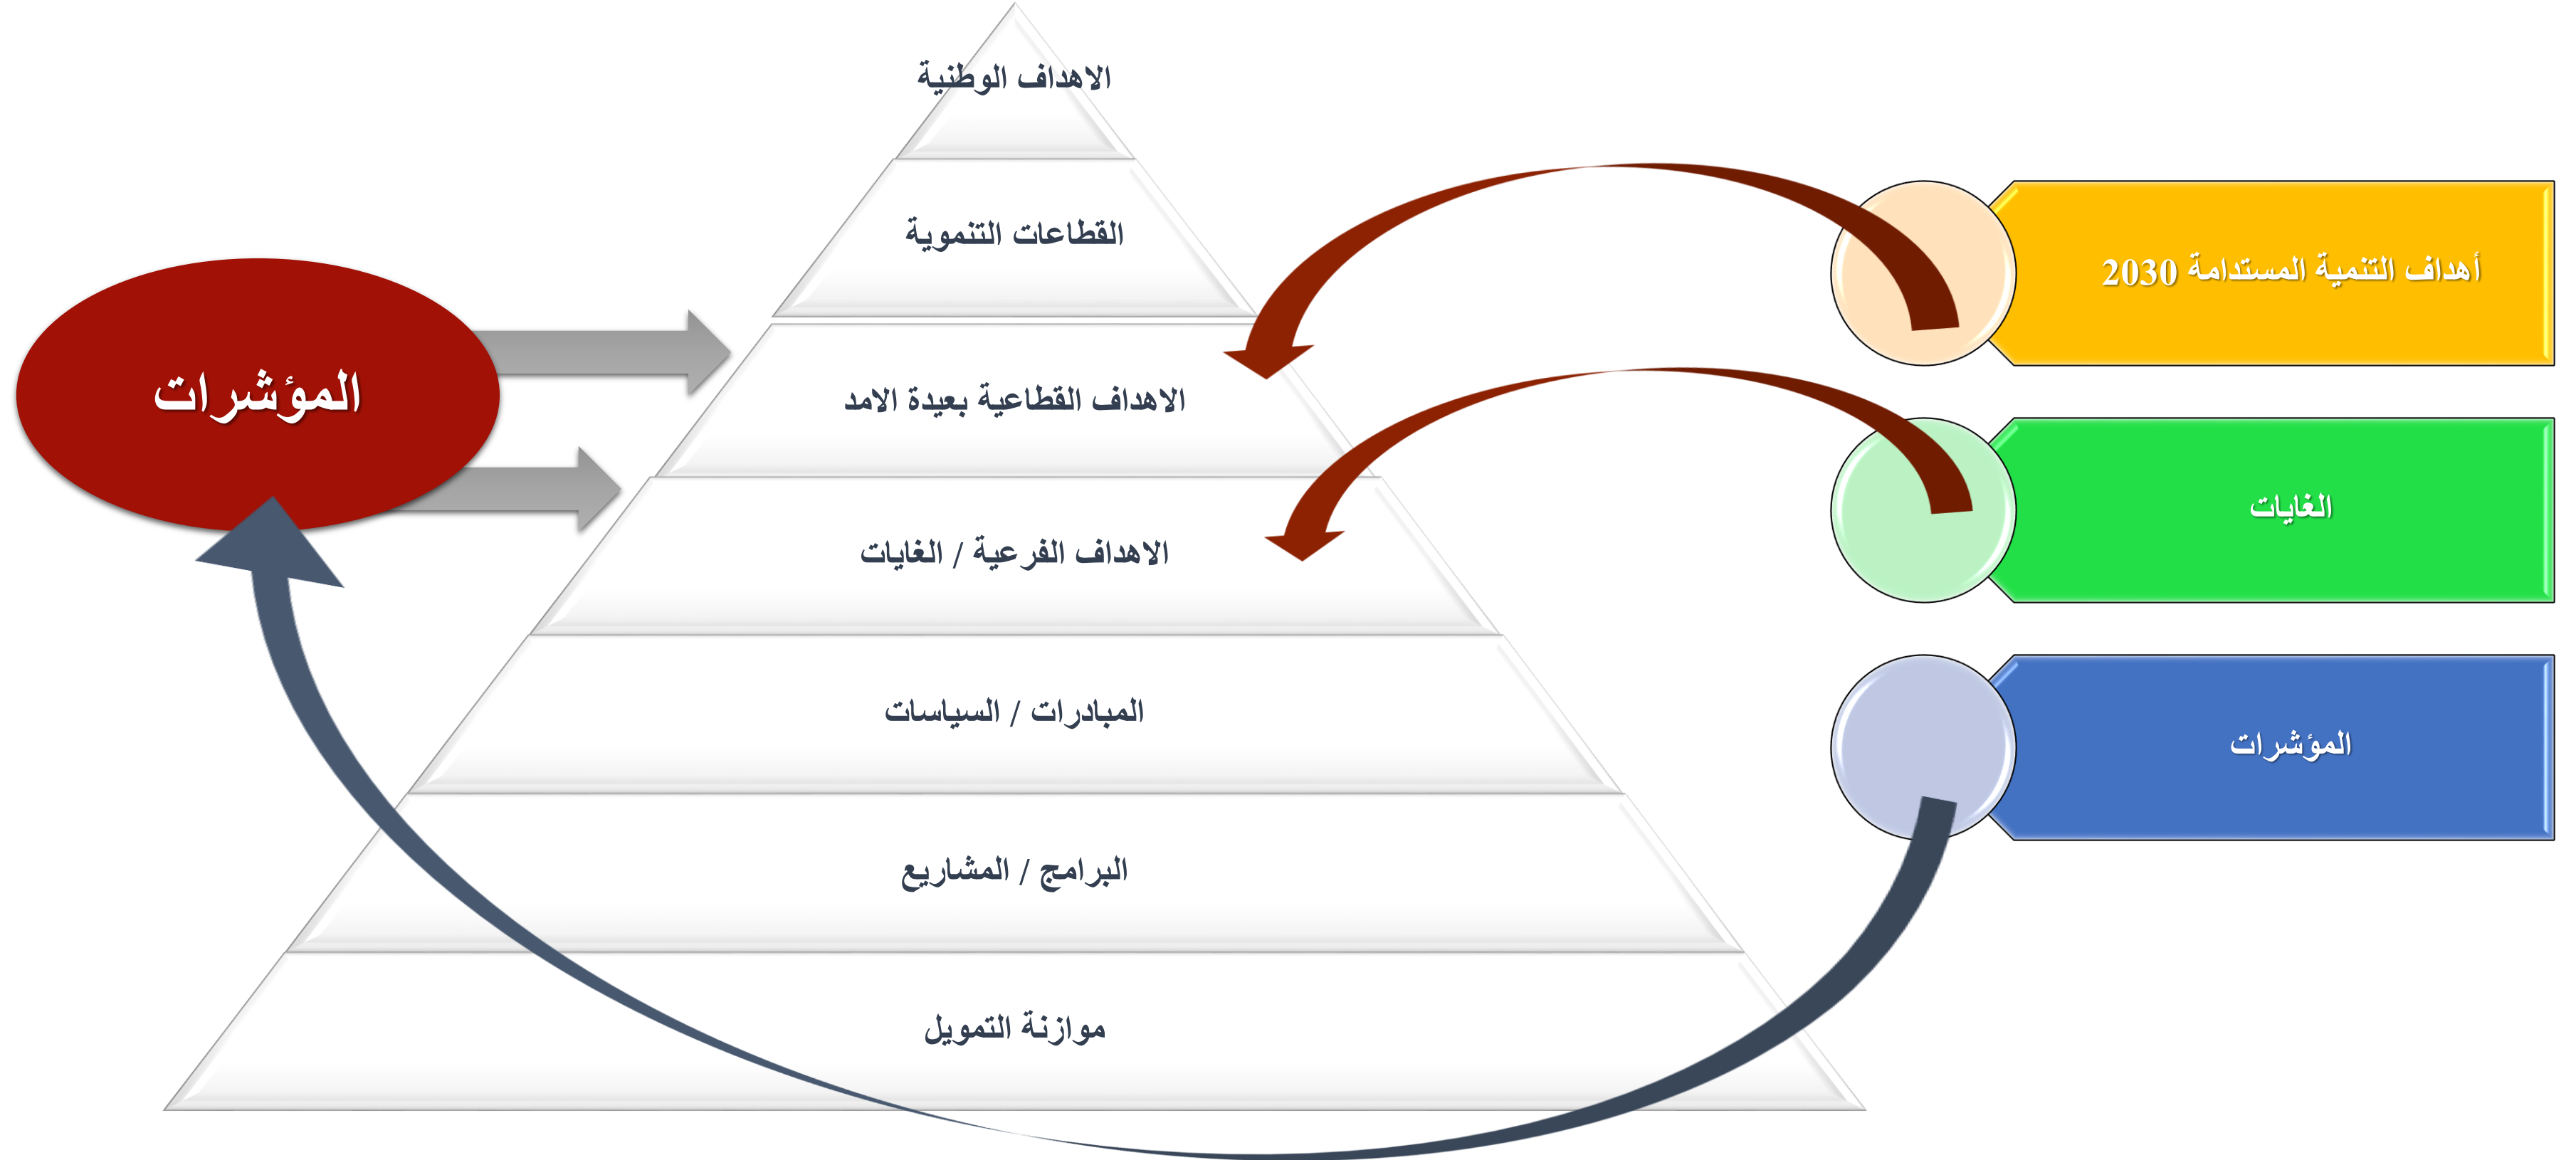 الاهداف الوطنية
القطاعات التنموية
الاهداف القطاعية بعيدة الامد
الاهداف الفرعية / الغايات
المبادرات / السياسات
البرامج / المشاريع
موازنة التمويل
أهداف التنمية المستدامة 2030
الغايات
المؤشرات
المؤشرات